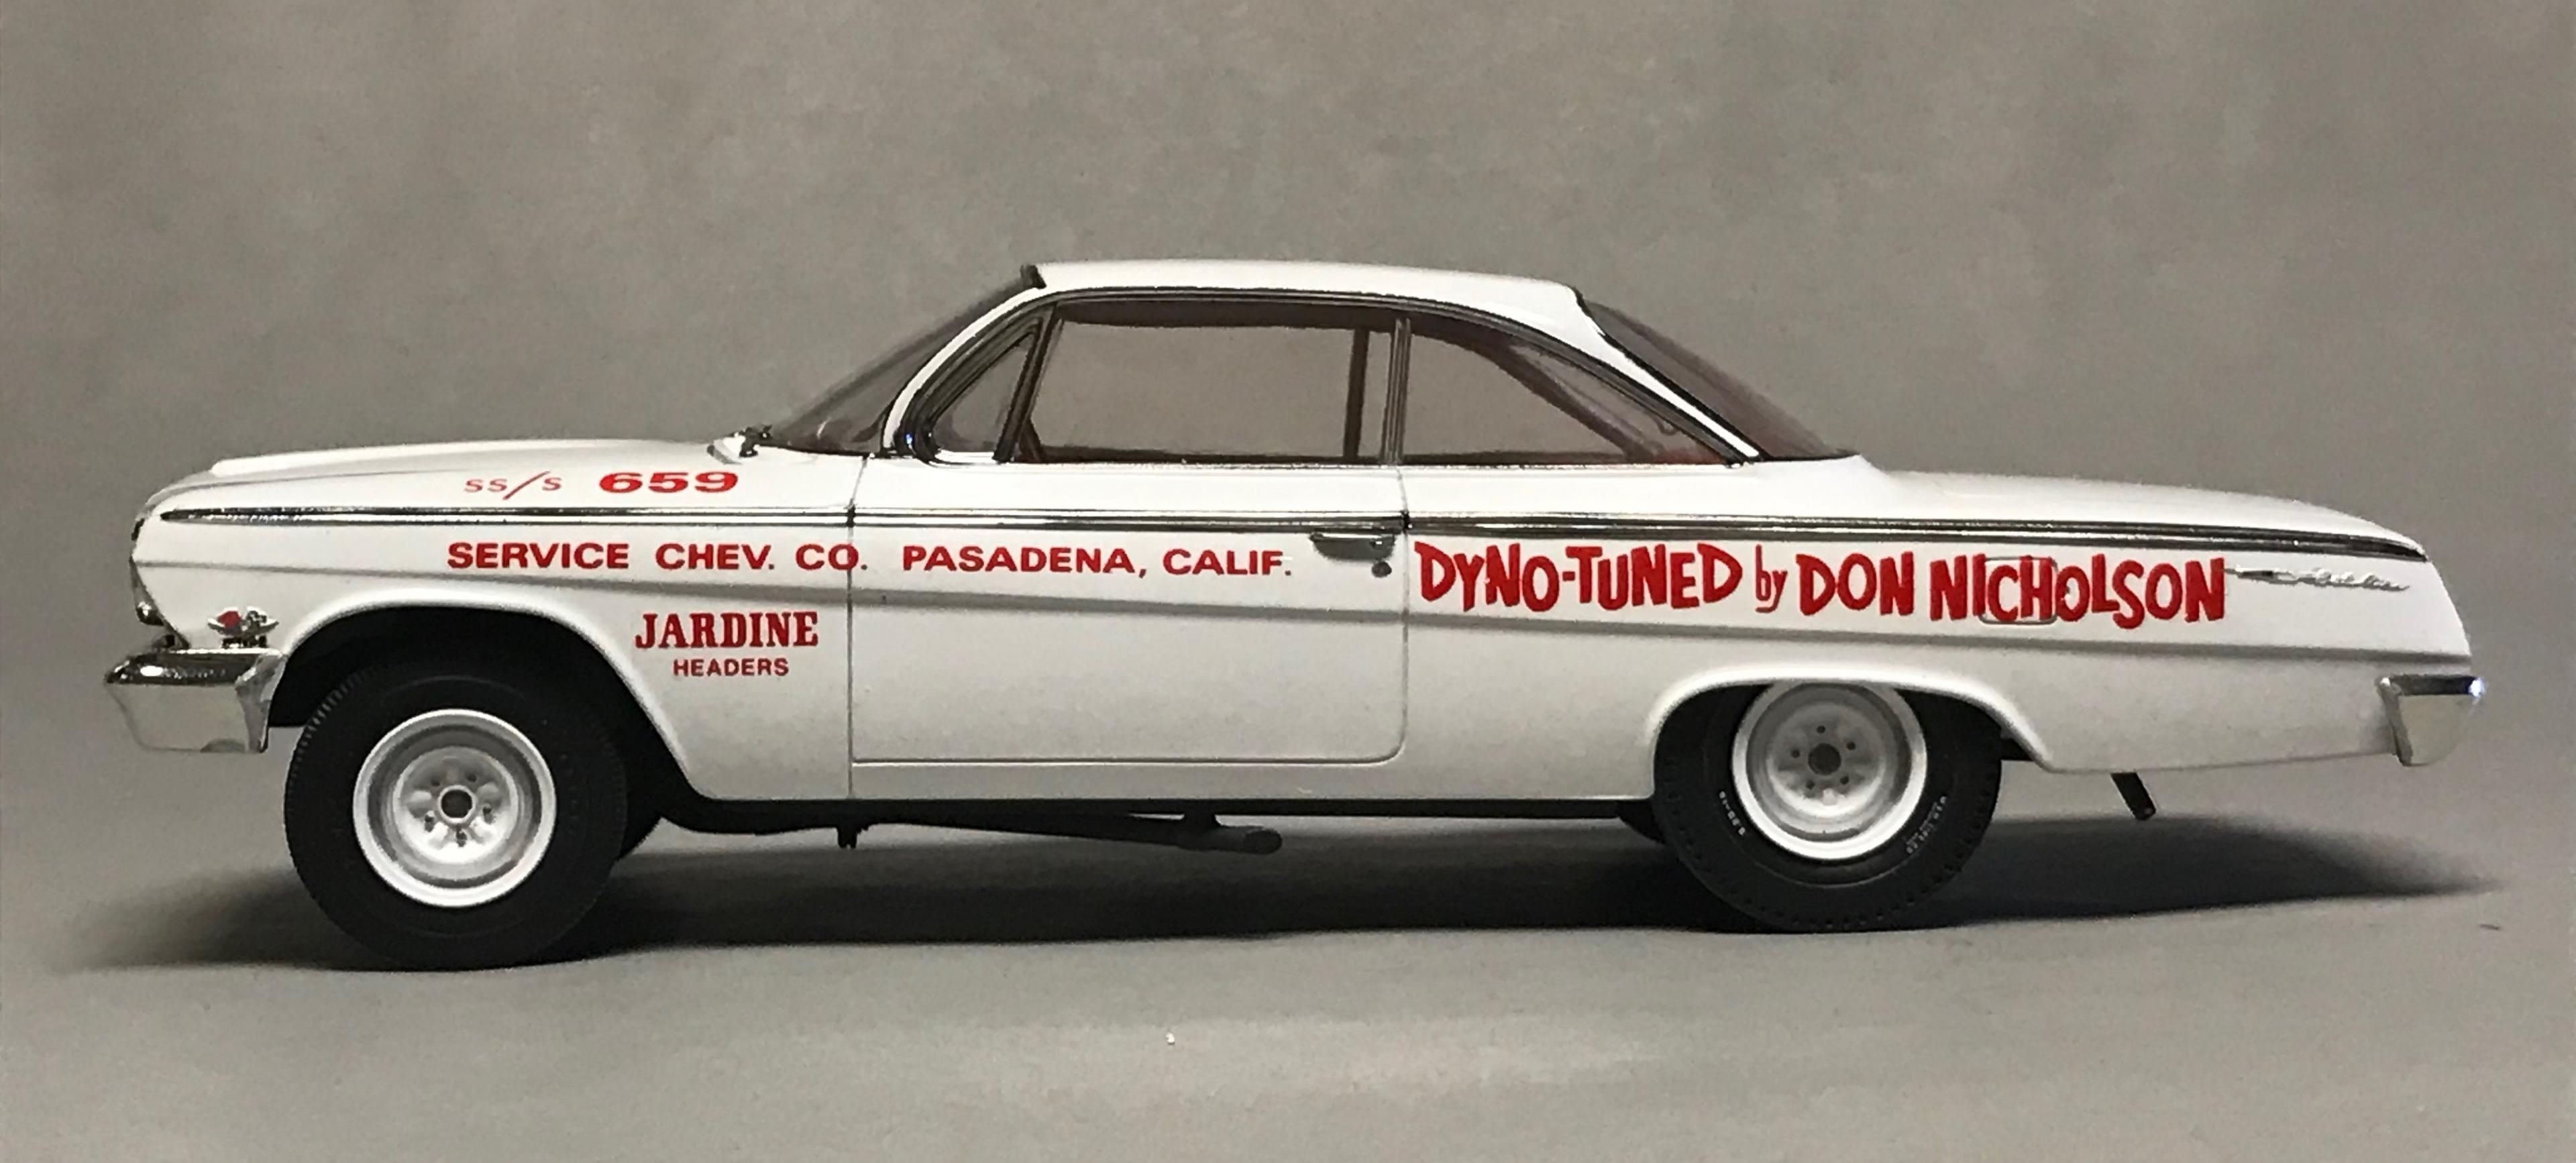 SS/S 659
SERVICE CHEV. CO. PASADENA, CALIF.
DYNO-TUNED by DON NICHOLSON
JARDINE
HEADERS